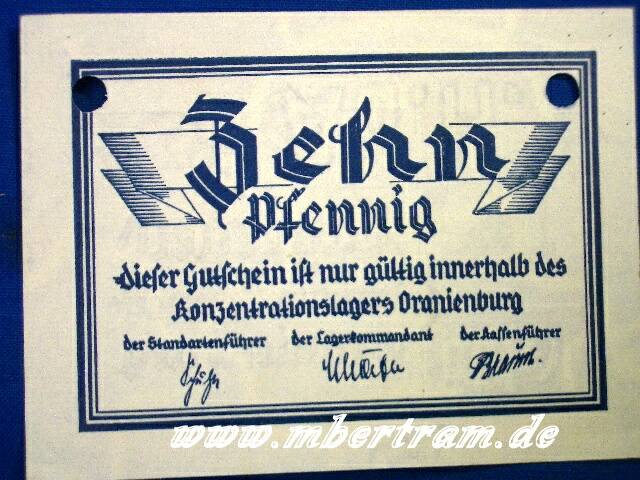 Zehn
Pfennig
Dieser Gutschein ist nur gültig innerhalb des
Konzentrationslagers Oranienburg
der Standartenführer der Lagerkommandant der Kassenführer
www.mbertram.de